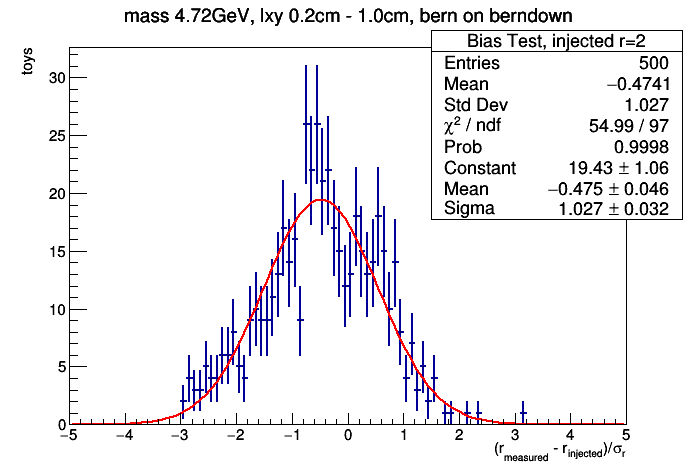 mass 4.72GeV, lxy 0.2cm - 1.0cm, bern on berndown
Bias Test, injected r=2
Entries 500
Mean −0.4741
Std Dev 1.027
χ² / ndf 54.99 / 97
Prob 0.9998
Constant 19.43 ± 1.06
Mean −0.475 ± 0.046
Sigma 1.027 ± 0.032
toys
30
25
20
15
10
5
0
−5 −4 −3 −2 −1 0 1 2 3 4 5
(r_measured - r_injected)/σ_r